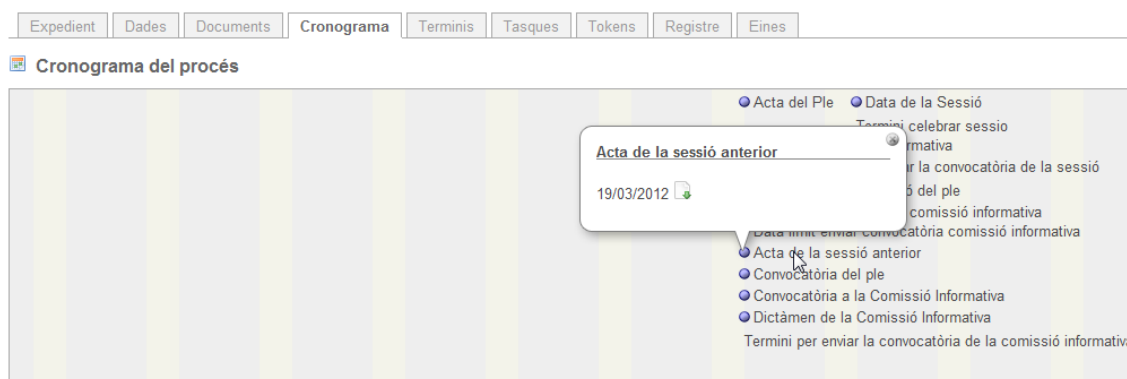 Expedient Dades Documents Cronograma Terminis Tasques Tokens Registre Eines
Cronograma del procés
Acta del Ple Data de la Sessió
Termini celebrar sessio
Acta de la sessió anterior
19/03/2012
la convocatòria de la sessió
del ple
comissió informativa
Data límit enviar convocatòria comissió informativa
Acta de la sessió anterior
Convocatòria del ple
Convocatòria a la Comissió Informativa
Dictàmen de la Comissió Informativa
Termini per enviar la convocatòria de la comissió